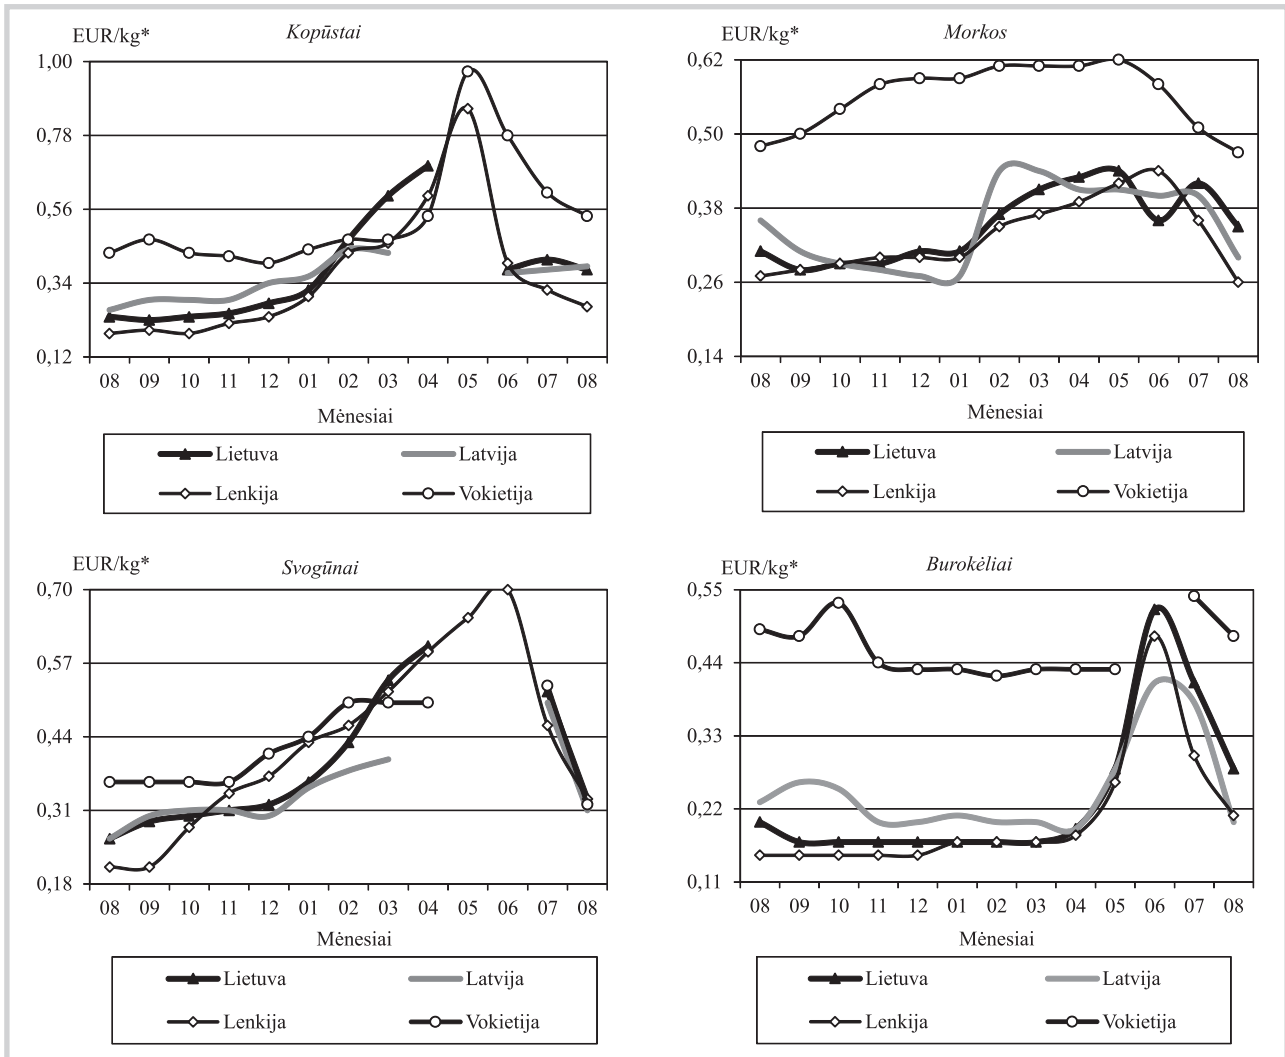 EUR/kg* Kopūstai
1,00
0,78
0,56
0,34
0,12
08 09 10 11 12 01 02 03 04 05 06 07 08
Mėnesiai
Lietuva Latvija
Lenkija Vokietija
EUR/kg* Morkos
0,62
0,50
0,38
0,26
0,14
08 09 10 11 12 01 02 03 04 05 06 07 08
Mėnesiai
Lietuva Latvija
Lenkija Vokietija
EUR/kg* Svogūnai
0,70
0,57
0,44
0,31
0,18
08 09 10 11 12 01 02 03 04 05 06 07 08
Mėnesiai
Lietuva Latvija
Lenkija Vokietija
EUR/kg* Burokėliai
0,55
0,44
0,33
0,22
0,11
08 09 10 11 12 01 02 03 04 05 06 07 08
Mėnesiai
Lietuva Latvija
Lenkija Vokietija